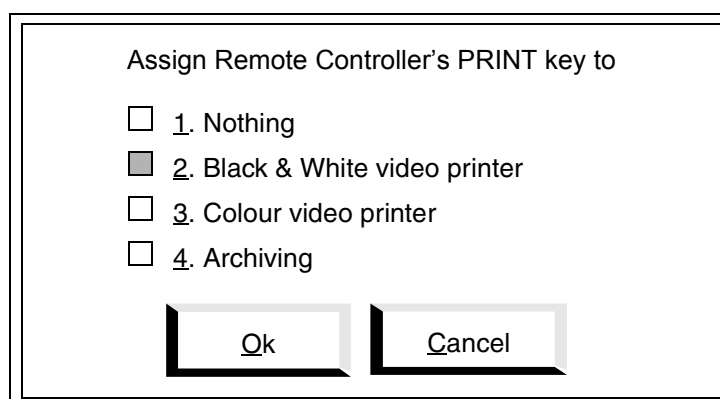 Assign Remote Controller's PRINT key to
1. Nothing
2. Black & White video printer
3. Colour video printer
4. Archiving
Ok
Cancel